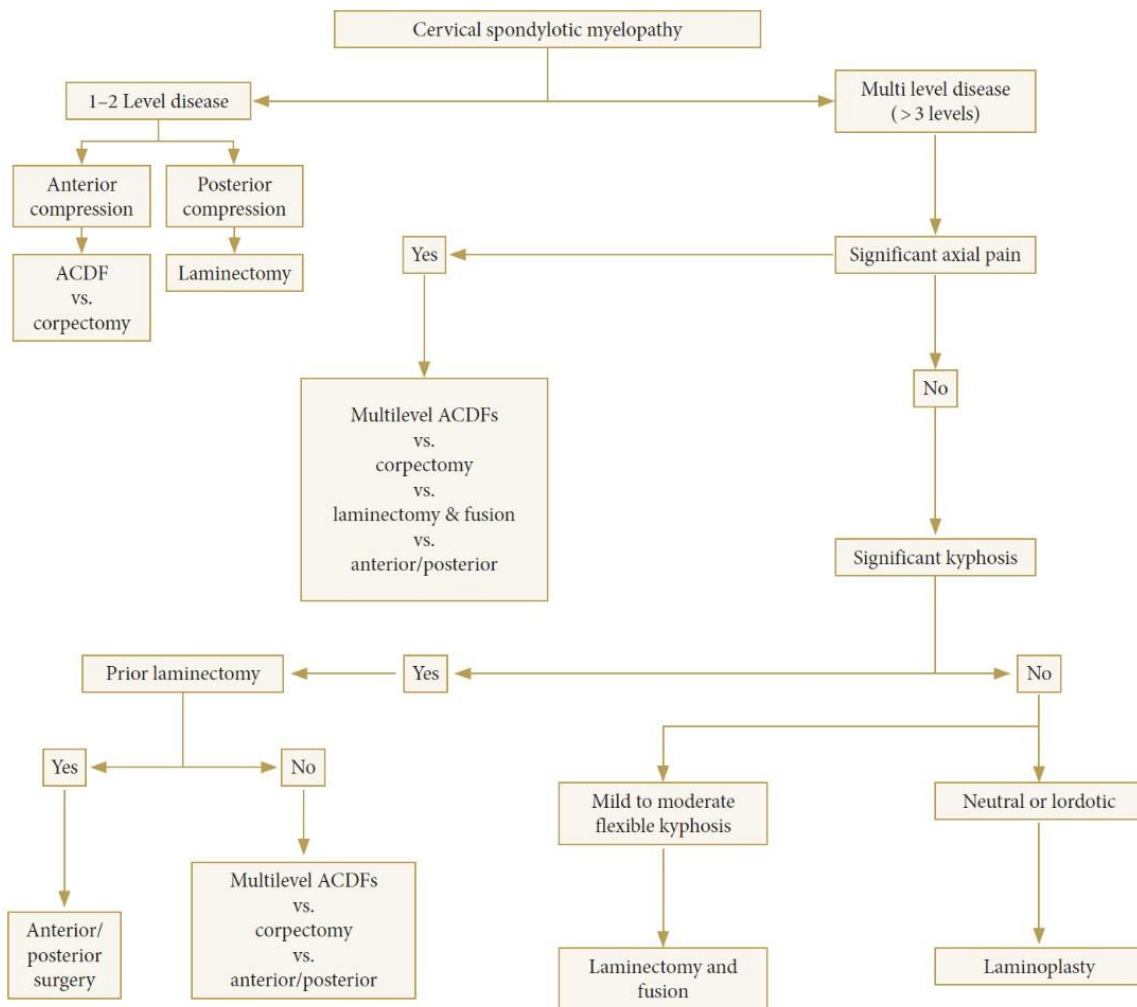 Cervical spondylotic myelopathy
1–2 Level disease
Multi level disease
( > 3 levels)
Anterior
compression
Posterior
compression
ACDF
vs.
corpectomy
Laminectomy
Yes
Significant axial pain
No
Multilevel ACDFs
vs.
corpectomy
vs.
laminectomy & fusion
vs.
anterior/posterior
Significant kyphosis
Prior laminectomy
Yes
No
Yes
No
Mild to moderate
flexible kyphosis
Neutral or lordotic
Anterior/
posterior
surgery
Multilevel ACDFs
vs.
corpectomy
vs.
anterior/posterior
Laminectomy and
fusion
Laminoplasty